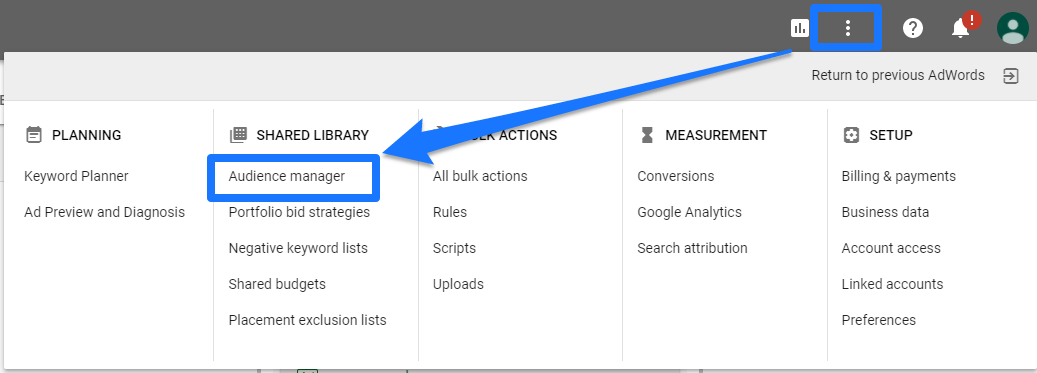 !
Return to previous AdWords
PLANNING
Keyword Planner
Ad Preview and Diagnosis
SHARED LIBRARY
Audience manager
Portfolio bid strategies
Negative keyword lists
Shared budgets
Placement exclusion lists
ACTIONS
All bulk actions
Rules
Scripts
Uploads
MEASUREMENT
Conversions
Google Analytics
Search attribution
SETUP
Billing & payments
Business data
Account access
Linked accounts
Preferences